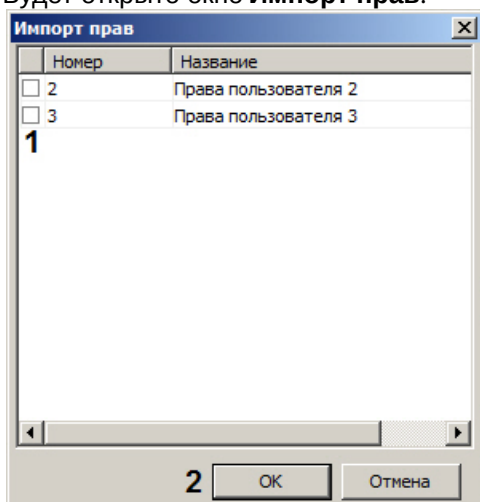 Будет открыто окно Импорт прав.
Импорт прав
Номер Название
2 Права пользователя 2
3 Права пользователя 3
1
2 OK Отмена